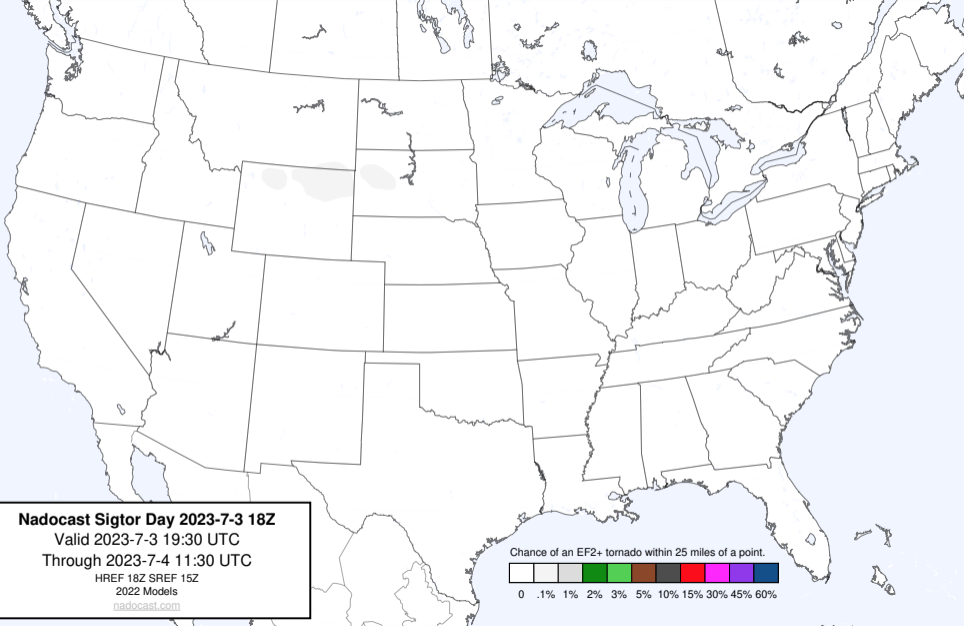 Nadocast Sigtor Day 2023-7-3 18Z
Valid 2023-7-3 19:30 UTC
Through 2023-7-4 11:30 UTC
HREF 18Z SREF 15Z
2022 Models
nadocast.com
Chance of an EF2+ tornado within 25 miles of a point.
0 .1% 1% 2% 3% 5% 10% 15% 30% 45% 60%